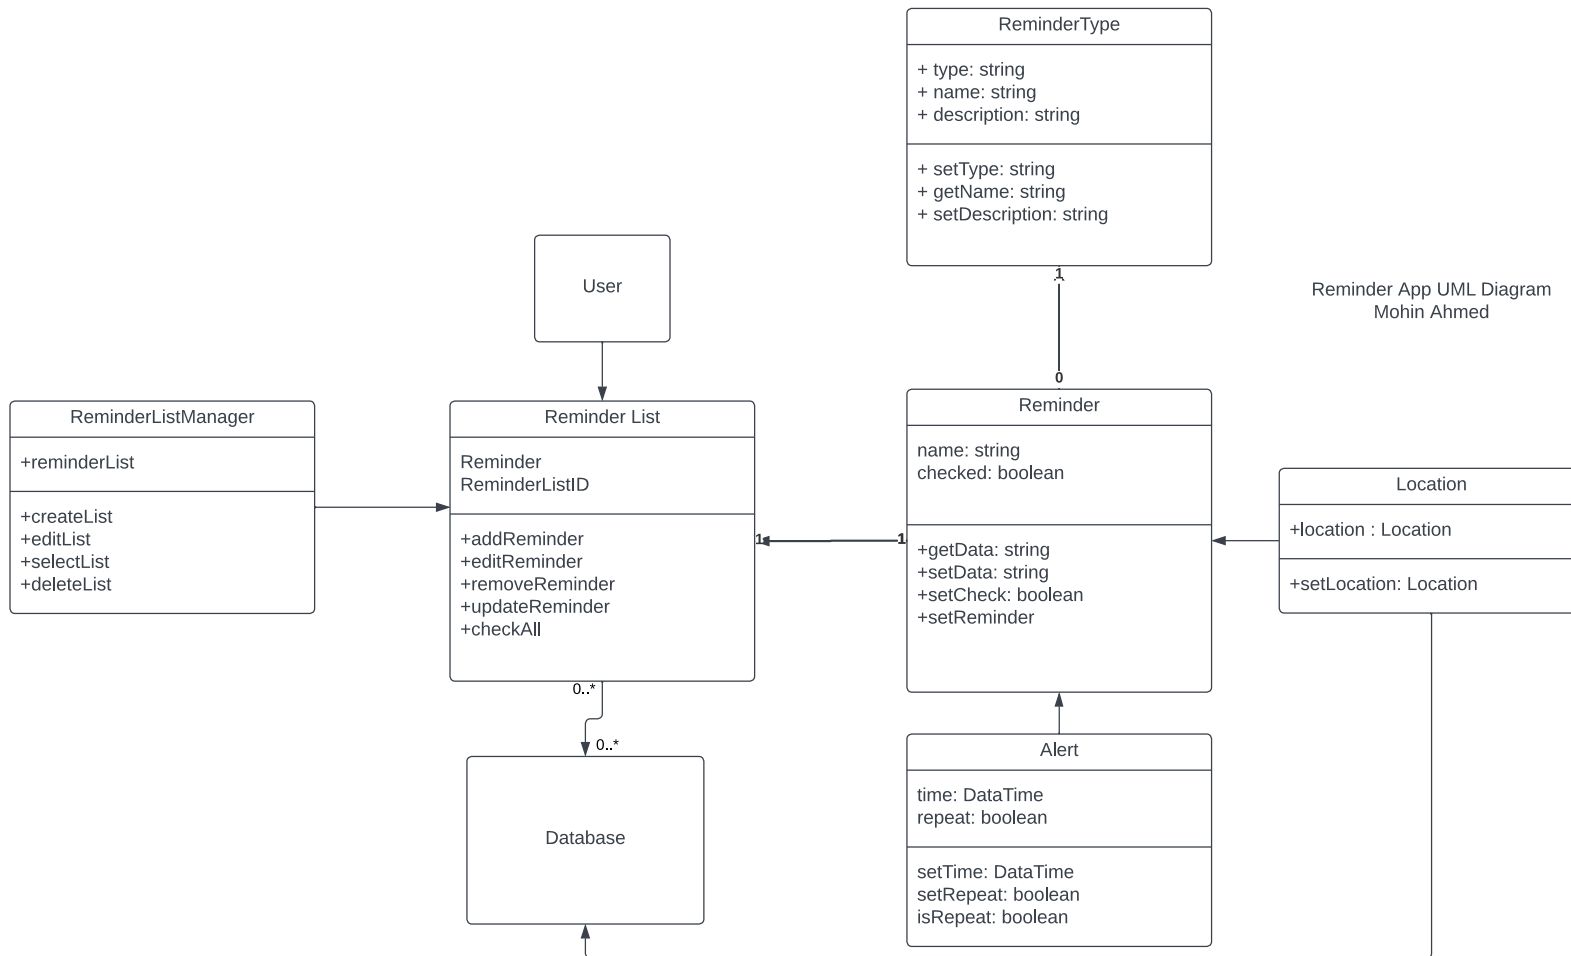 ReminderType
+ type: string
+ name: string
+ description: string
+ setType: string
+ getName: string
+ setDescription: string
1
User
Reminder App UML Diagram
Mohin Ahmed
0
ReminderListManager
+reminderList
+createList
+editList
+selectList
+deleteList
Reminder List
Reminder
ReminderListID
+addReminder
+editReminder
+removeReminder
+updateReminder
+checkAll
1
1
Reminder
name: string
checked: boolean
+getData: string
+setData: string
+setCheck: boolean
+setReminder
Location
+location : Location
+setLocation: Location
0..*
0..*
Database
Alert
time: DataTime
repeat: boolean
setTime: DataTime
setRepeat: boolean
isRepeat: boolean